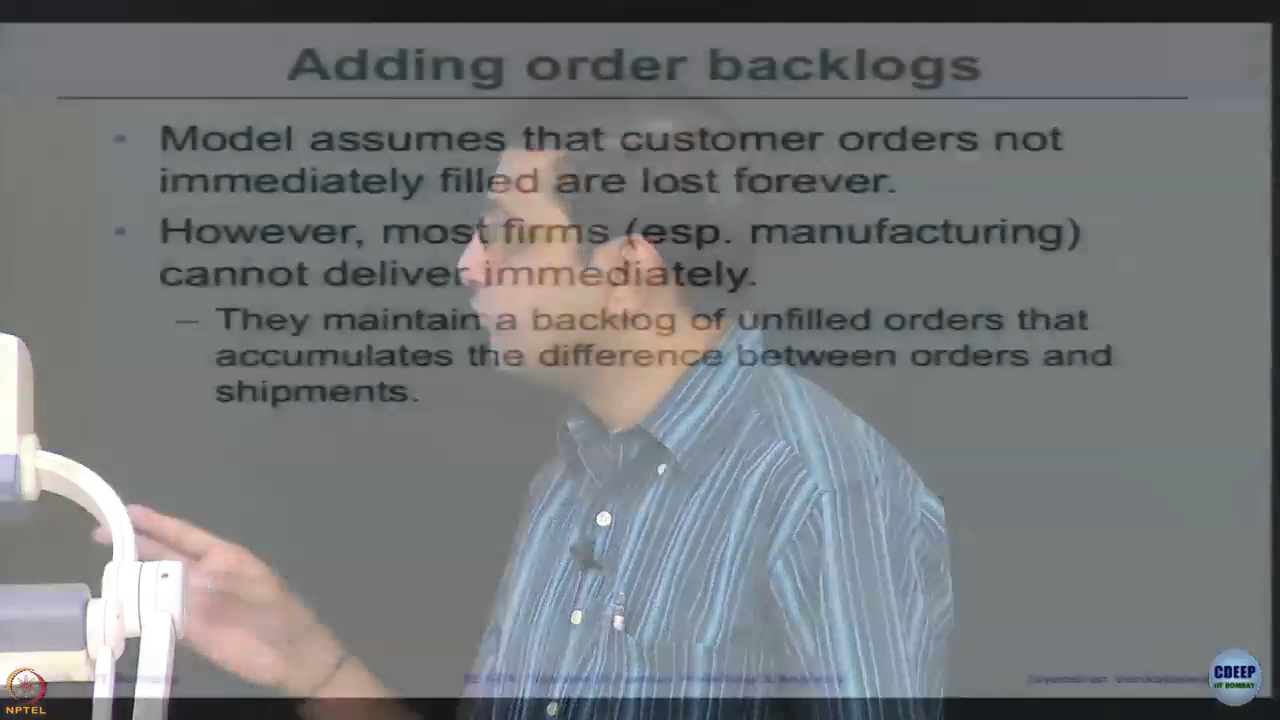 Adding order backlogs
• Model assumes that customer orders not
immediately filled are lost forever.
• However, most firms (esp. manufacturing)
cannot deliver immediately.
– They maintain a backlog of unfilled orders that
accumulates the difference between orders and
shipments.
CDEEP
IIT BOMBAY
NPTEL